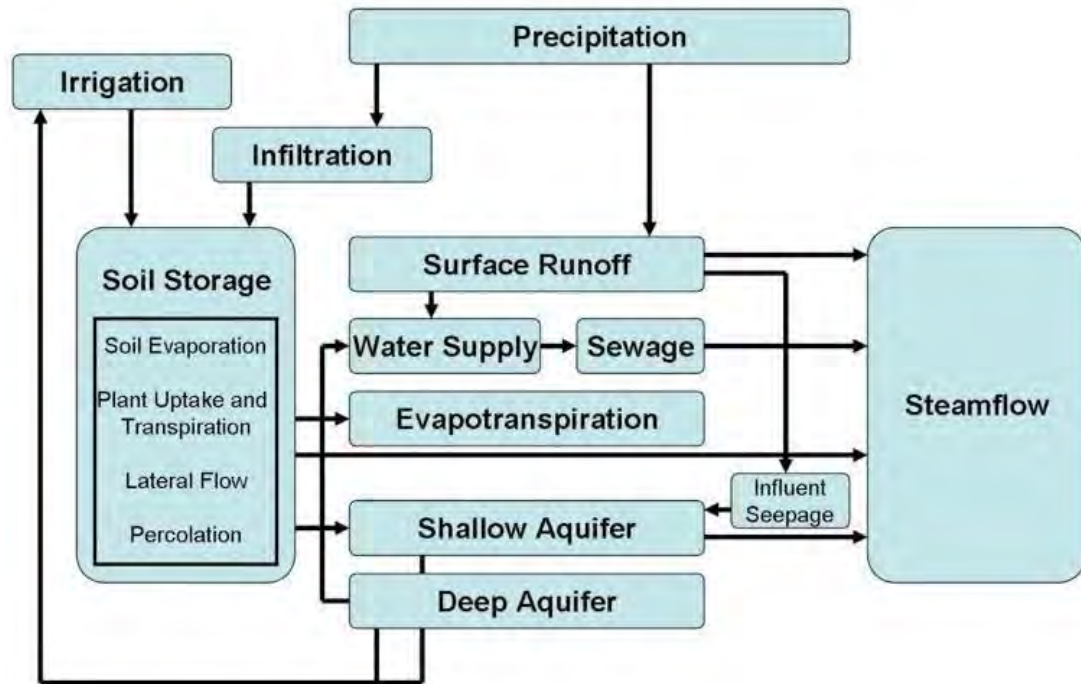 Precipitation
Irrigation
Infiltration
Soil Storage
Soil Evaporation
Plant Uptake and
Transpiration
Lateral Flow
Percolation
Surface Runoff
Water Supply
Sewage
Evapotranspiration
Influent
Seepage
Shallow Aquifer
Deep Aquifer
Steamflow